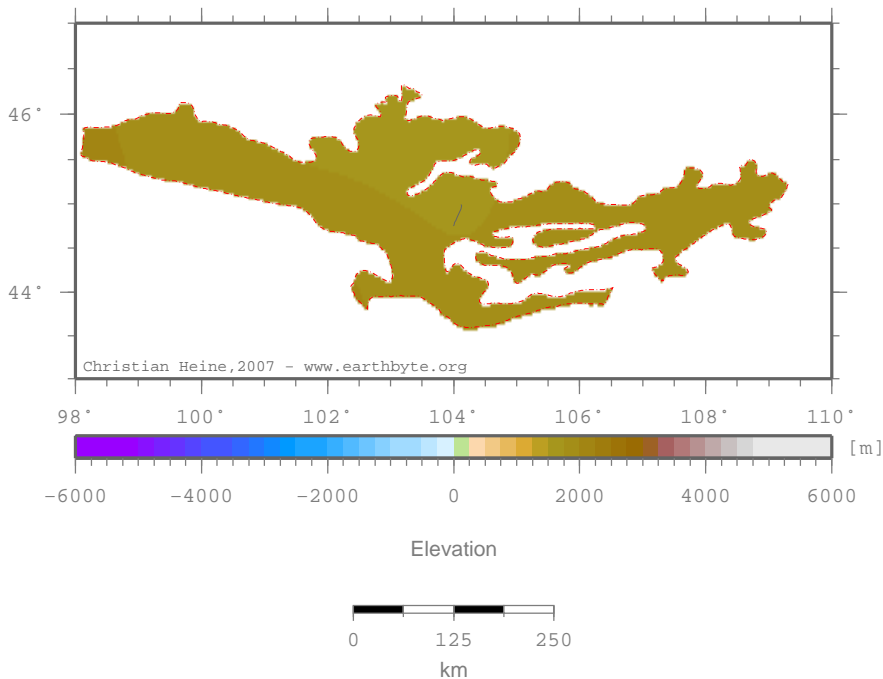 46°
44°
Christian Heine,2007 - www.earthbyte.org
98° 100° 102° 104° 106° 108° 110°
[m]
−6000 −4000 −2000 0 2000 4000 6000
Elevation
0 125 250
km